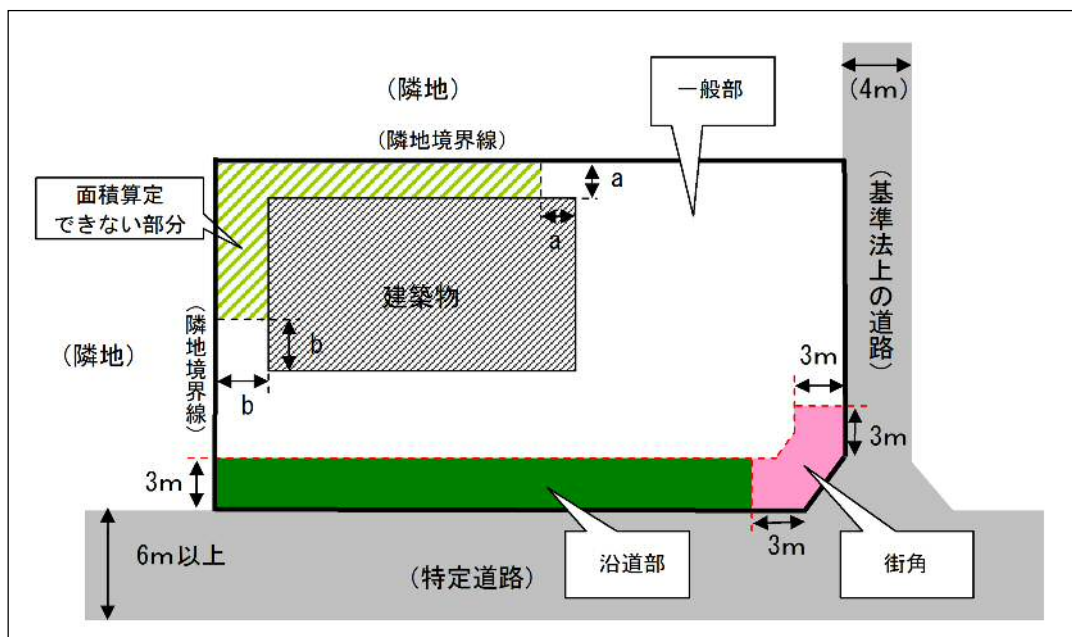 (隣地)
一般部
(4m)
(隣地境界線)
面積算定
できない部分
a
a
(基準法上の道路)
建築物
(隣地境界線)
(隣地)
b
b
3m
3m
3m
3m
6m以上
沿道部
街角
(特定道路)